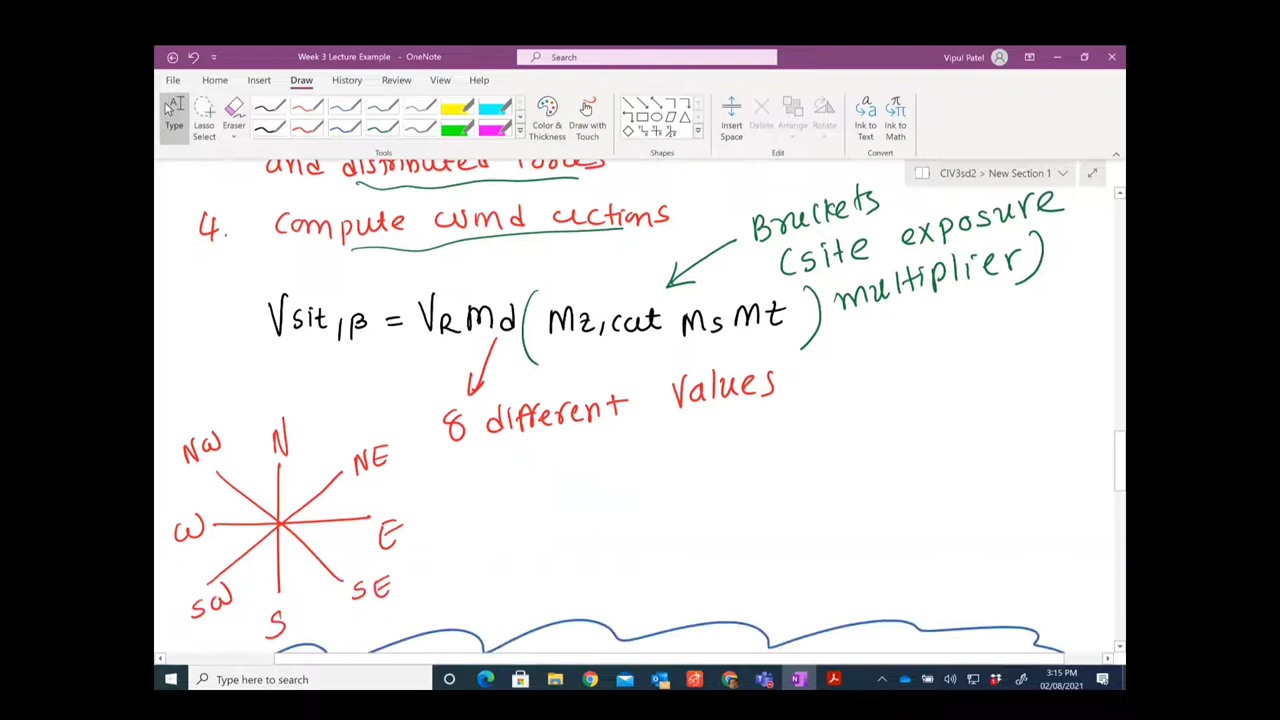 Week 3 Lecture Example - OneNote
Search
Vipul Patel
File Home Insert Draw History Review View Help
Type
Lasso Select
Eraser
Color & Thickness
Draw with Touch
Insert Space
Delete
Arrange
Rotate
Ink to Text
Ink to Math
Tools
Shapes
Edit
Convert
CIV3sd2 > New Section 1
and distributed loads
4. Compute wind actions
Brackets
(site exposure
multiplier)
Vsit,β = VR Md (Mz,cat Ms Mt)
8 different values
N
NW
NE
W
E
SW
SE
S
Type here to search
3:15 PM
02/08/2021